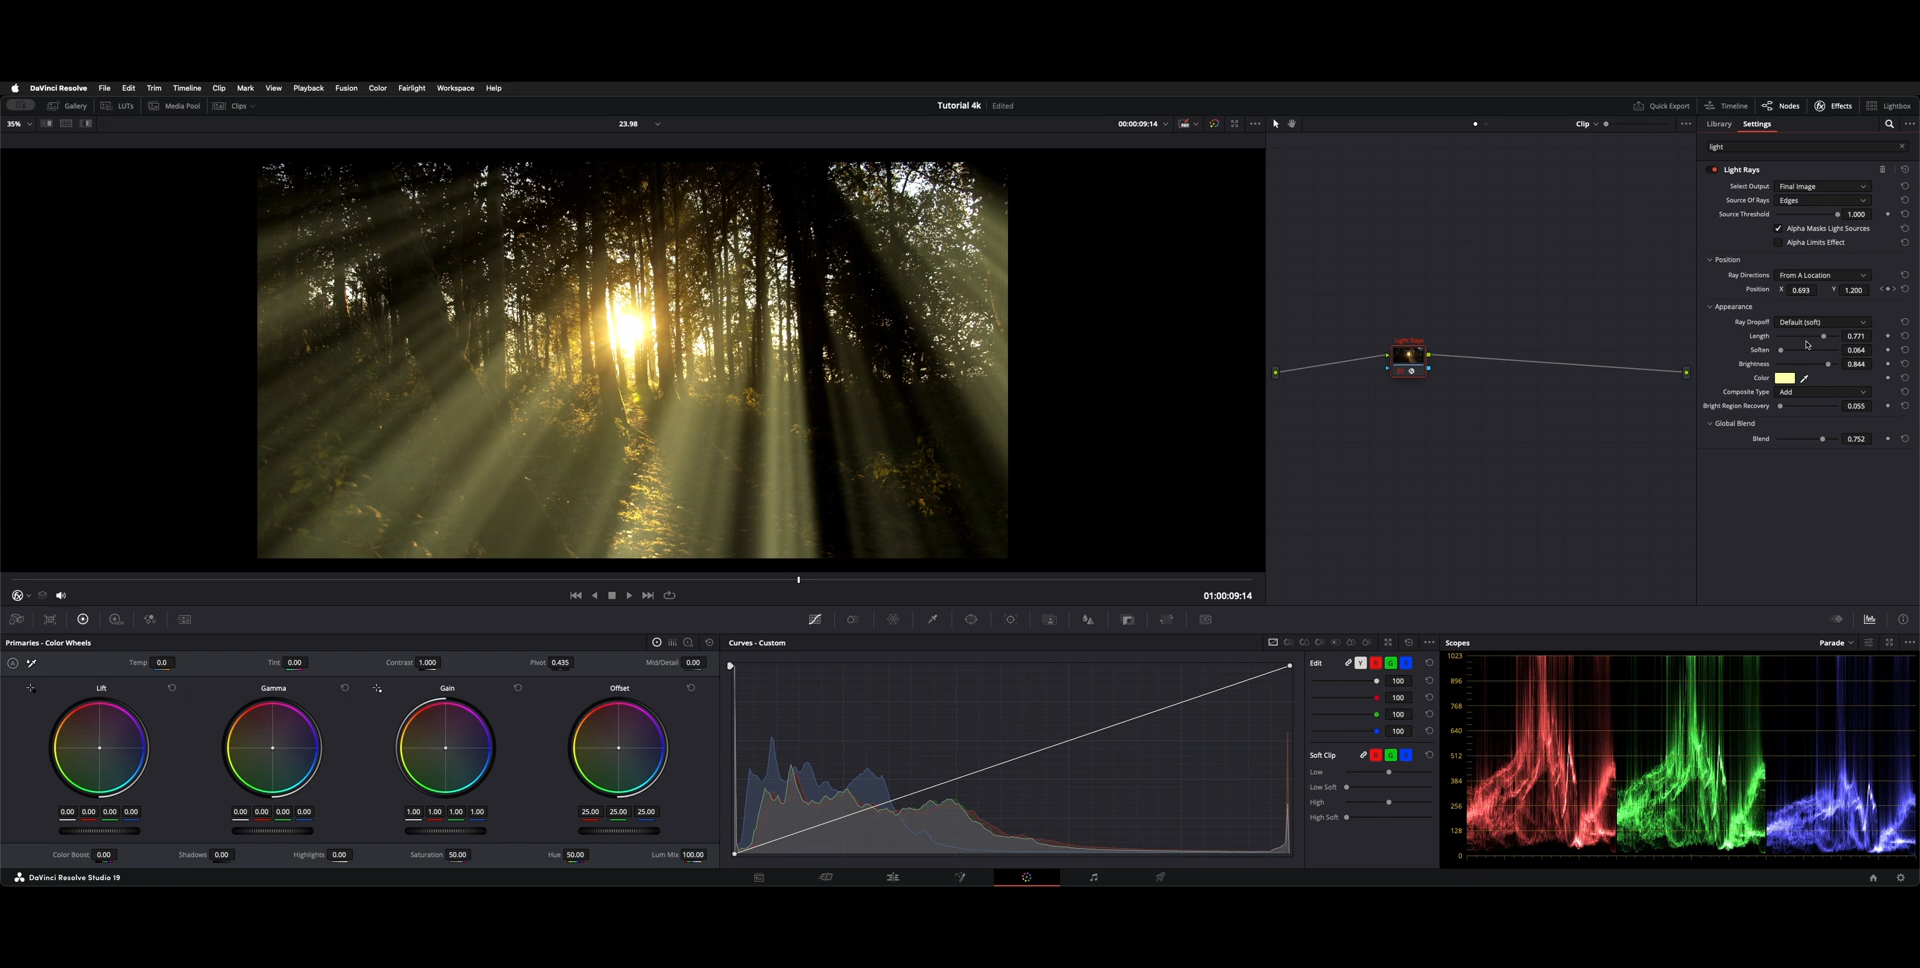 DaVinci Resolve File Edit Trim Timeline Clip Mark View Playback Fusion Color Fairlight Workspace Help
Gallery LUTs Media Pool Clips Tutorial 4k Edited Quick Export Timeline Nodes Effects Lightbox
35% 23.98 00:00:09:14 Clip Library Settings
light
Light Rays
Select Output Final Image
Source Of Rays Edges
Source Threshold 1.000
Alpha Masks Light Sources
Alpha Limits Effect
Position
Ray Directions From A Location
Position X 0.693 Y 1.200
Appearance
Ray Dropoff Default (soft)
Length 0.771
Soften 0.064
Brightness 0.844
Color
Composite Type Add
Bright Region Recovery 0.055
Global Blend
Blend 0.752
Light Rays
01:00:09:14
Primaries - Color Wheels
Temp 0.0 Tint 0.00 Contrast 1.000 Pivot 0.435 Mid/Detail 0.00
Lift Gamma Gain Offset
0.00 0.00 0.00 0.00 0.00 0.00 0.00 0.00 1.00 1.00 1.00 1.00 25.00 25.00 25.00
Color Boost 0.00 Shadows 0.00 Highlights 0.00 Saturation 50.00 Hue 50.00 Lum Mix 100.00
Curves - Custom
Edit Y R G B
100
100
100
100
Soft Clip R G B
Low
Low Soft
High
High Soft
Scopes Parade
1023
896
768
640
512
384
256
128
0
DaVinci Resolve Studio 19